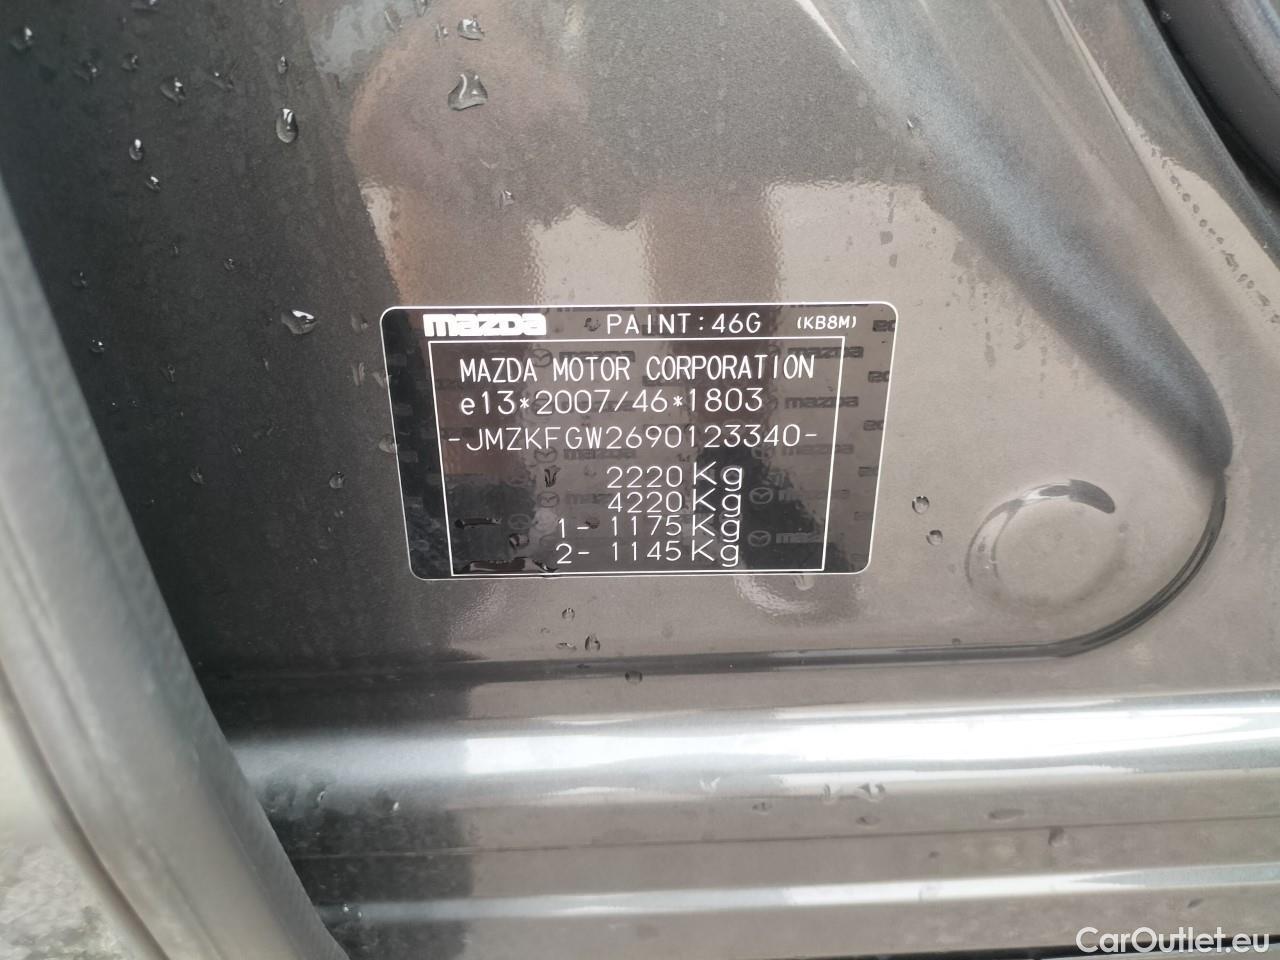 mazda PAINT:46G (KB8M)
MAZDA MOTOR CORPORATION
e13*2007/46*1803
-JMZKFGW2690123340-
2220 Kg
4220 Kg
1- 1175 Kg
2- 1145 Kg
CarOutlet.eu